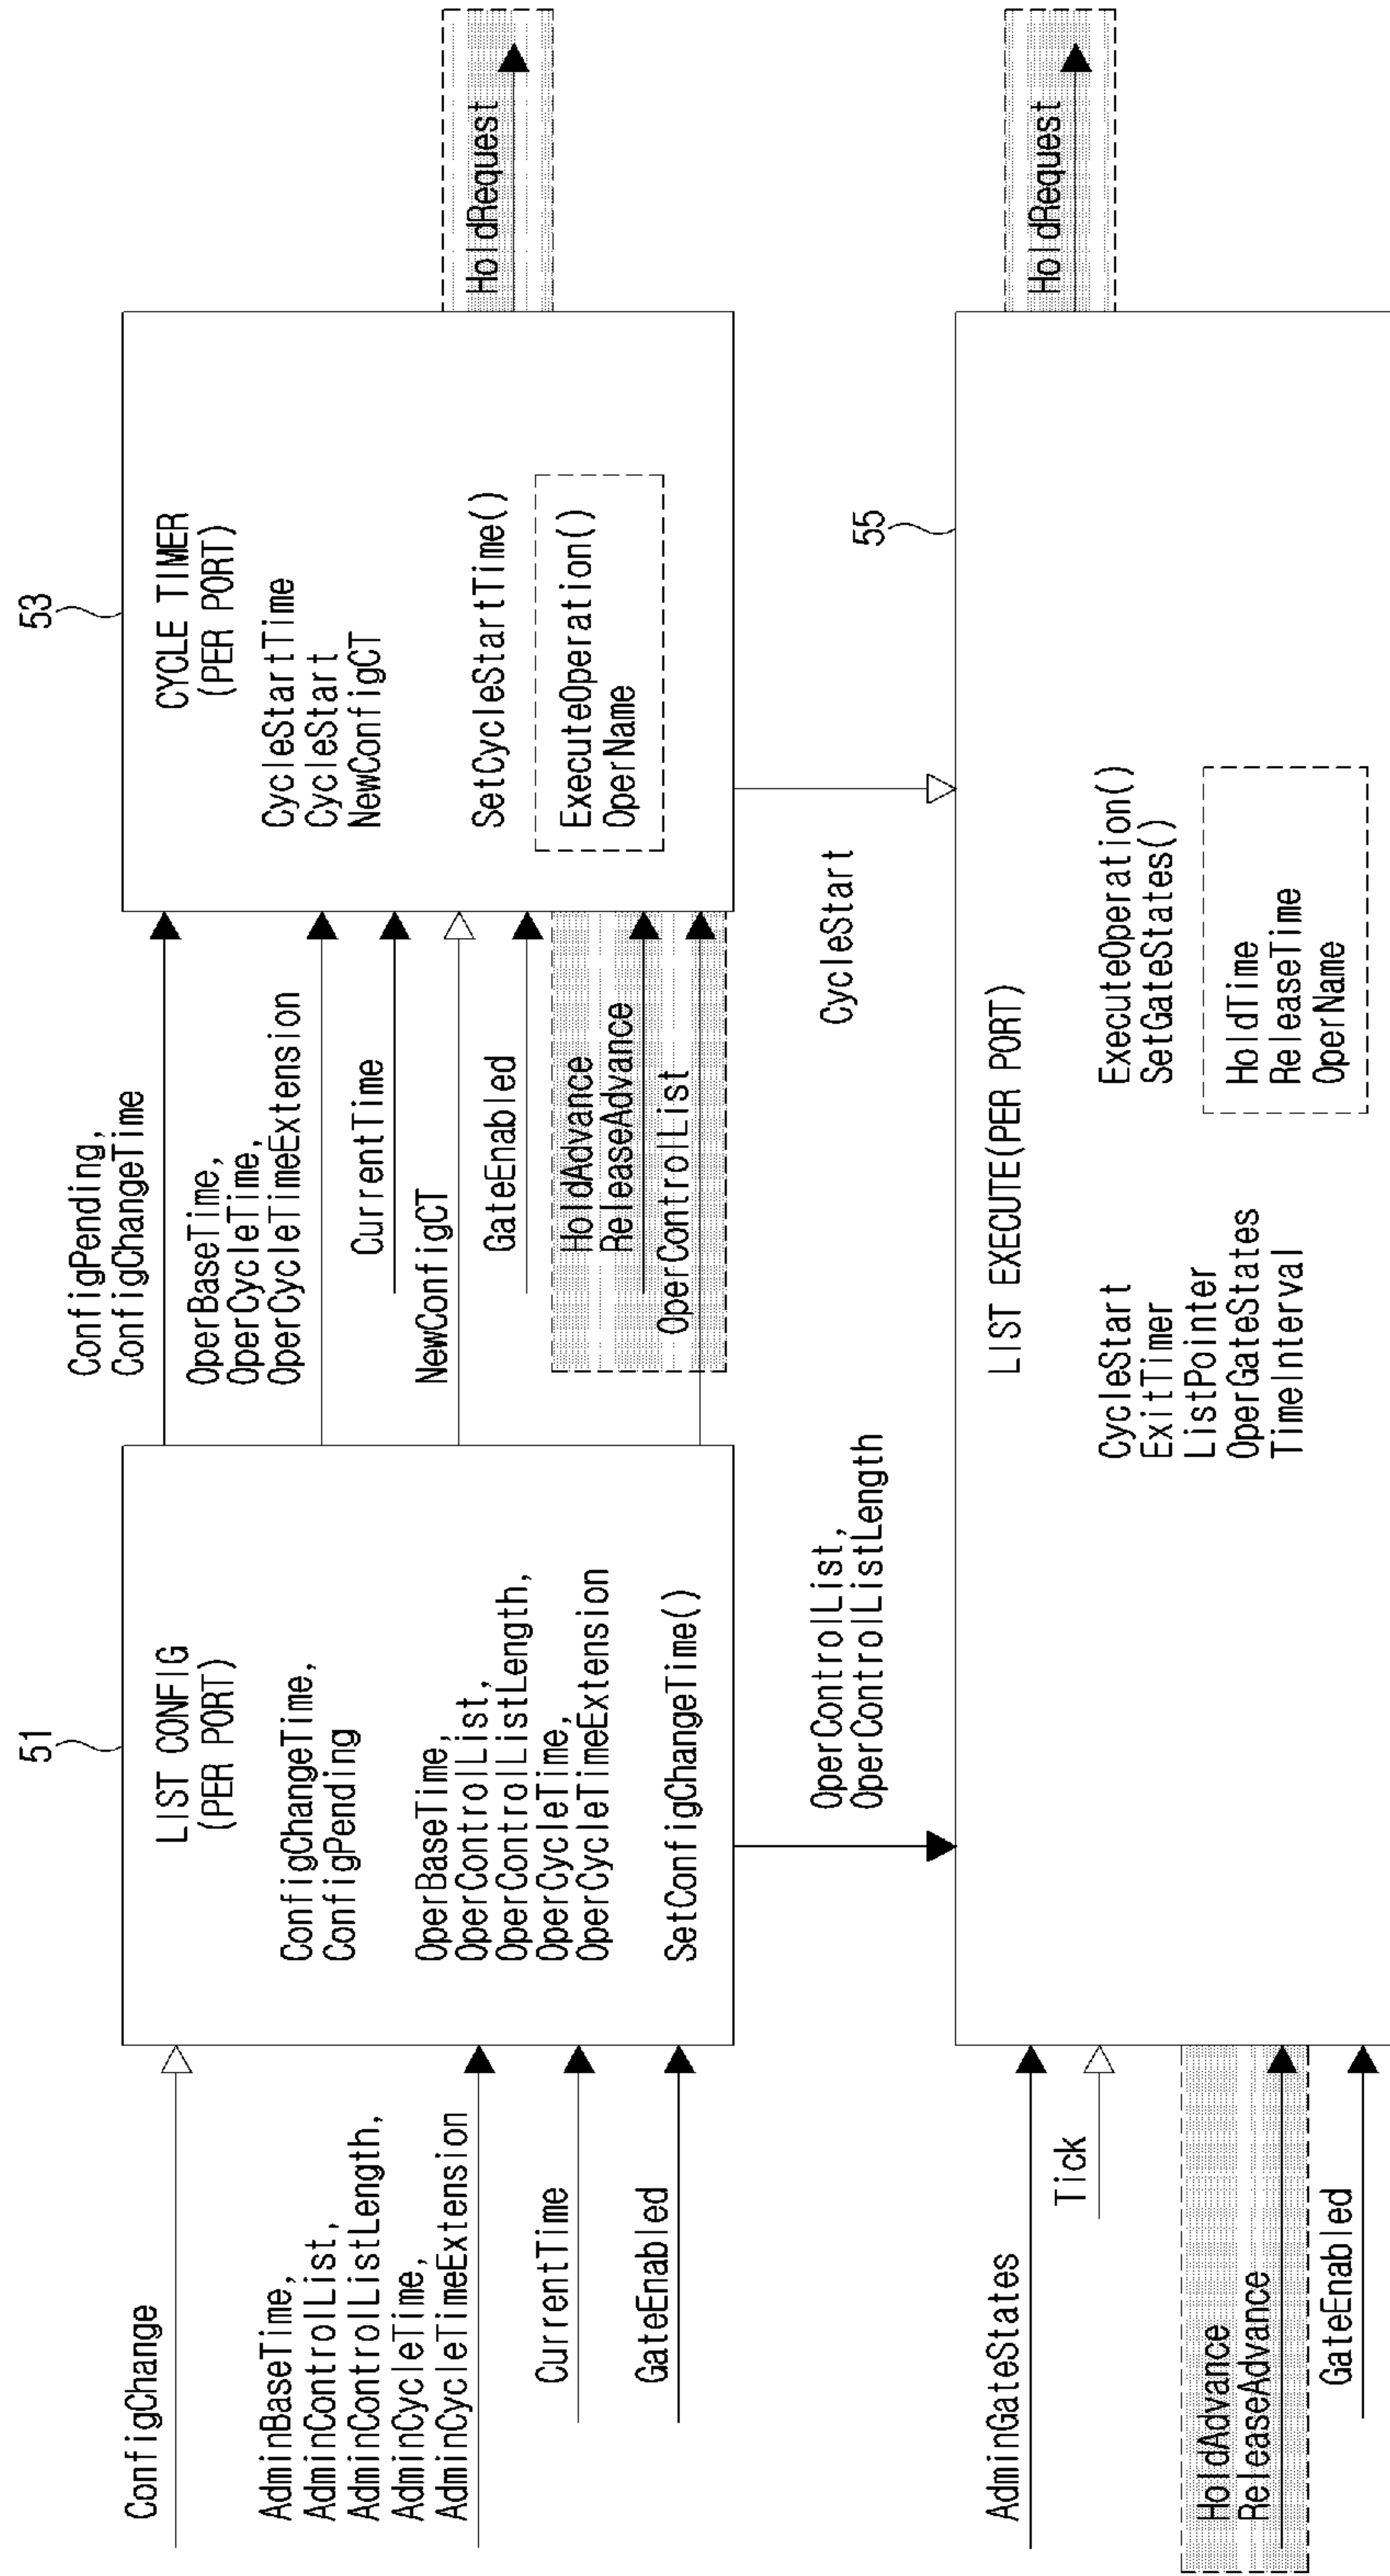 51
53
ConfigChange
AdminBaseTime,
AdminControlList,
AdminControlListLength,
AdminCycleTime,
AdminCycleTimeExtension
CurrentTime
GateEnabled
LIST CONFIG
(PER PORT)
ConfigChangeTime,
ConfigPending
OperBaseTime,
OperControlList,
OperControlListLength,
OperCycleTime,
OperCycleTimeExtension
SetConfigChangeTime()
ConfigPending,
ConfigChangeTime
OperBaseTime,
OperCycleTime,
OperCycleTimeExtension
CurrentTime
NewConfigCT
GateEnabled
HoldAdvance
ReleaseAdvance
OperControlList
CYCLE TIMER
(PER PORT)
CycleStartTime
CycleStart
NewConfigCT
SetCycleStartTime()
ExecuteOperation()
OperName
HoldRequest
OperControlList,
OperControlListLength
CycleStart
55
AdminGateStates
Tick
HoldAdvance
ReleaseAdvance
GateEnabled
LIST EXECUTE(PER PORT)
CycleStart
ExitTimer
ListPointer
OperGateStates
TimeInterval
ExecuteOperation()
SetGateStates()
HoldTime
ReleaseTime
OperName
HoldRequest